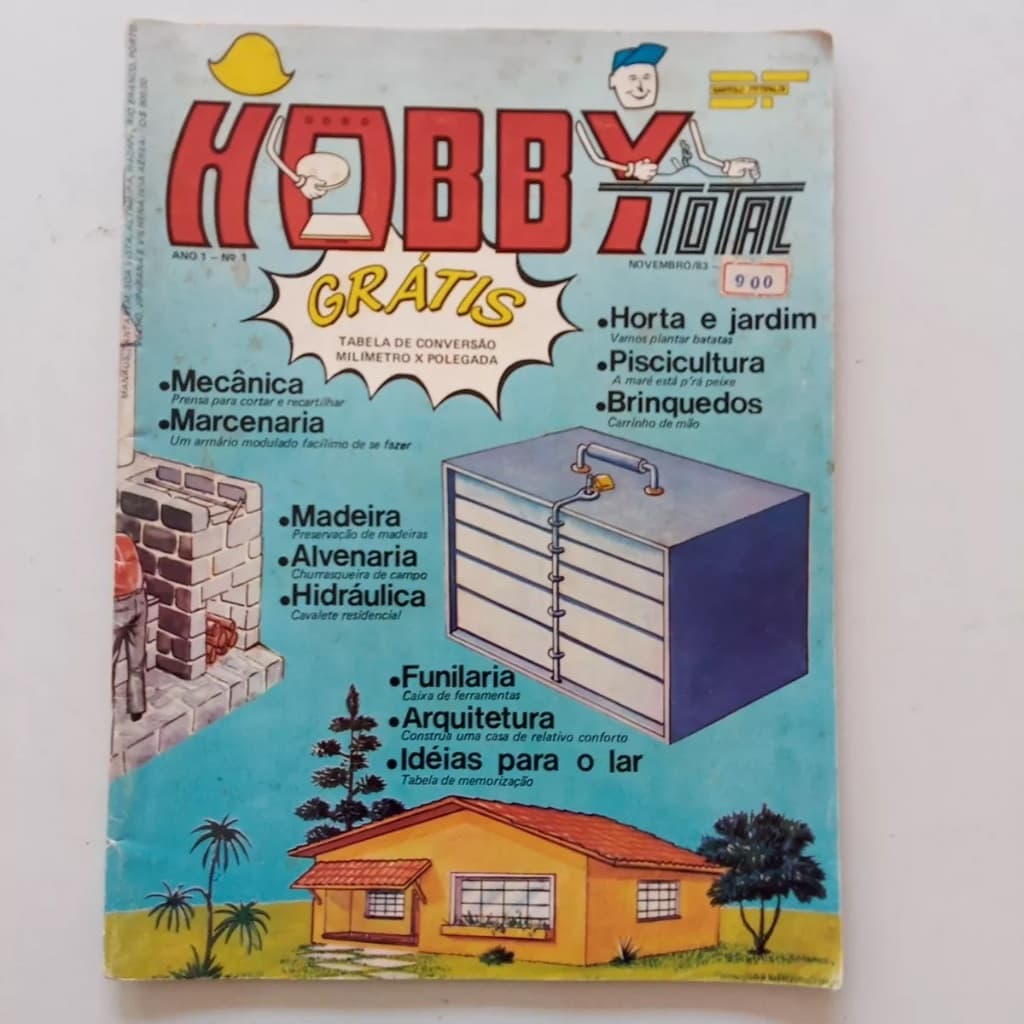 HOBBY
TOTAL
ANO 1 – Nº 1
NOVEMBRO/83 –
900
GRÁTIS
TABELA DE CONVERSÃO
MILÍMETRO X POLEGADA
•Horta e jardim
Vamos plantar batatas
•Piscicultura
A maré está p'rá peixe
•Brinquedos
Carrinho de mão
•Mecânica
Prensa para cortar e recartilhar
•Marcenaria
Um armário modulado facílimo de se fazer
•Madeira
Preservação de madeiras
•Alvenaria
Churrasqueira de campo
•Hidráulica
Cavalete residencial
•Funilaria
Caixa de ferramentas
•Arquitetura
Construa uma casa de relativo conforto
•Idéias para o lar
Tabela de memorização